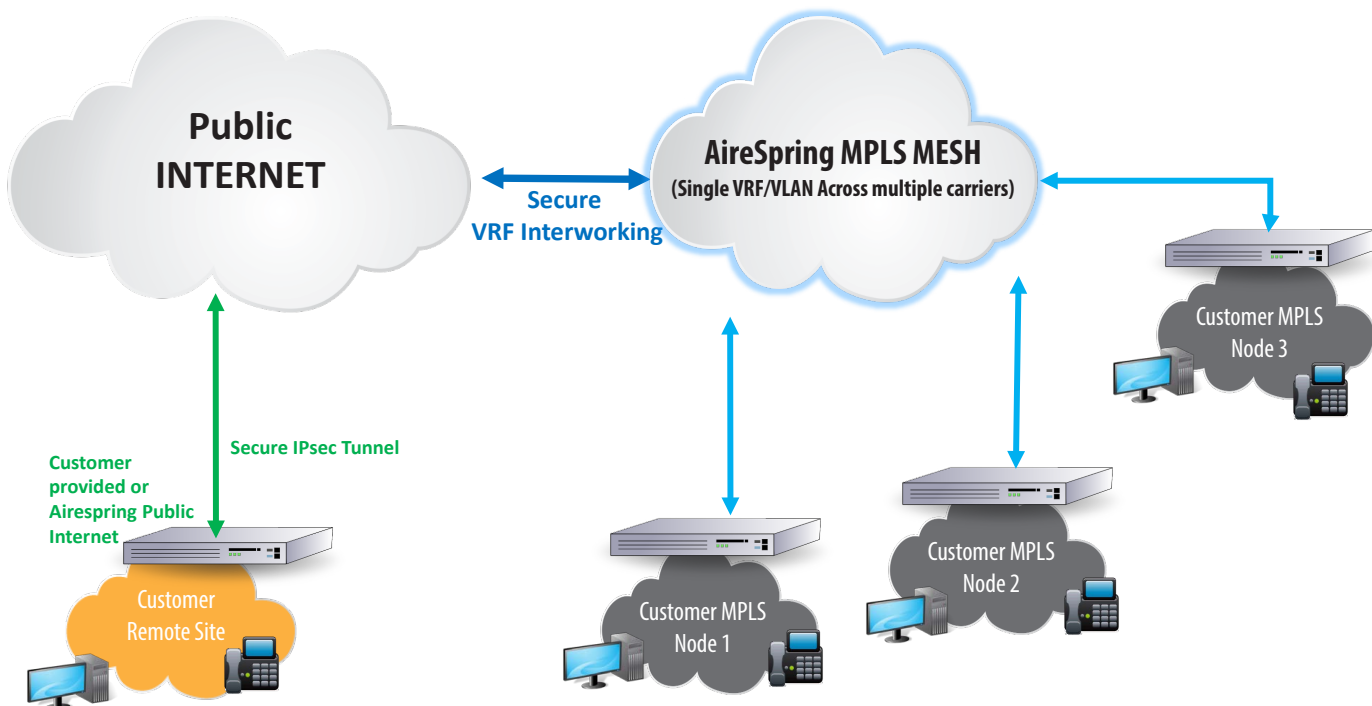 Public
INTERNET
AireSpring MPLS MESH
(Single VRF/VLAN Across multiple carriers)
Secure
VRF Interworking
Customer MPLS
Node 3
Secure IPsec Tunnel
Customer
provided or
Airespring Public
Internet
Customer MPLS
Node 2
Customer
Remote Site
Customer MPLS
Node 1